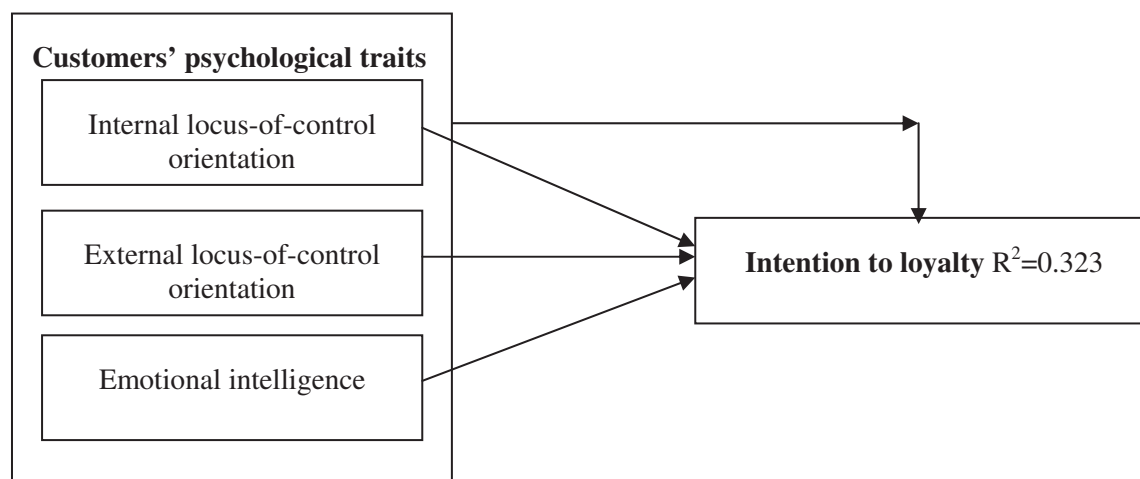 Customers’ psychological traits
Internal locus-of-control
orientation
External locus-of-control
orientation
Emotional intelligence
Intention to loyalty R²=0.323